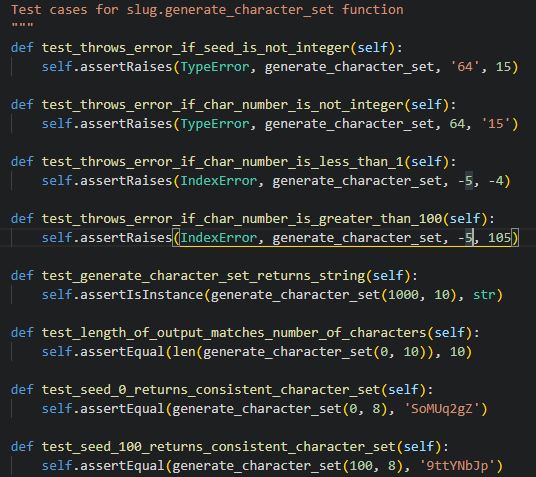 Test cases for slug.generate_character_set function
"""
def test_throws_error_if_seed_is_not_integer(self):
self.assertRaises(TypeError, generate_character_set, '64', 15)
def test_throws_error_if_char_number_is_not_integer(self):
self.assertRaises(TypeError, generate_character_set, 64, '15')
def test_throws_error_if_char_number_is_less_than_1(self):
self.assertRaises(IndexError, generate_character_set, -5, -4)
def test_throws_error_if_char_number_is_greater_than_100(self):
self.assertRaises(IndexError, generate_character_set, -5, 105)
def test_generate_character_set_returns_string(self):
self.assertIsInstance(generate_character_set(1000, 10), str)
def test_length_of_output_matches_number_of_characters(self):
self.assertEqual(len(generate_character_set(0, 10)), 10)
def test_seed_0_returns_consistent_character_set(self):
self.assertEqual(generate_character_set(0, 8), 'SoMUq2gZ')
def test_seed_100_returns_consistent_character_set(self):
self.assertEqual(generate_character_set(100, 8), '9ttYNbJp')